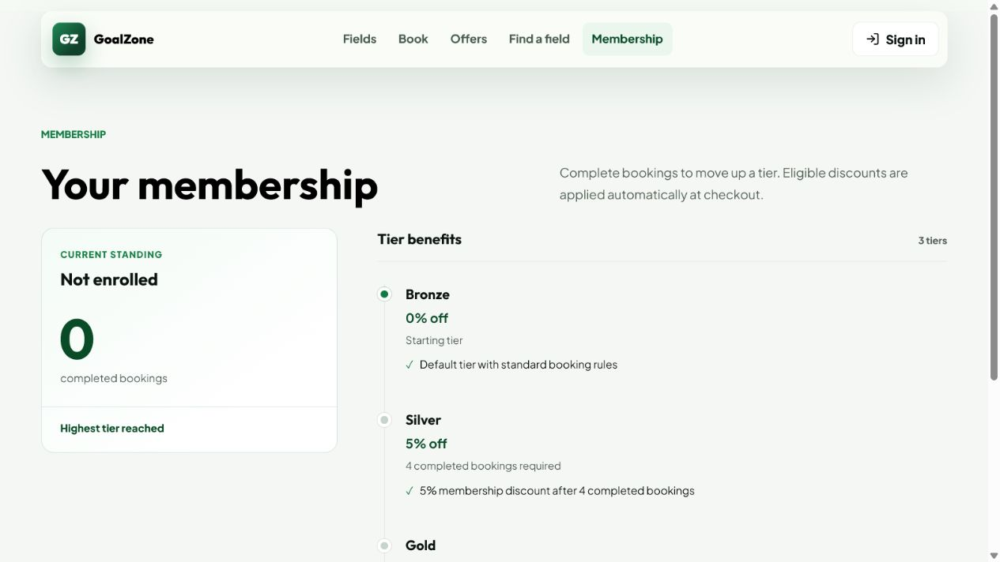 GZ GoalZone Fields Book Offers Find a field Membership Sign in
MEMBERSHIP
Your membership
Complete bookings to move up a tier. Eligible discounts are
applied automatically at checkout.
CURRENT STANDING
Not enrolled
0
completed bookings
Highest tier reached
Tier benefits 3 tiers
Bronze
0% off
Starting tier
✓ Default tier with standard booking rules
Silver
5% off
4 completed bookings required
✓ 5% membership discount after 4 completed bookings
Gold